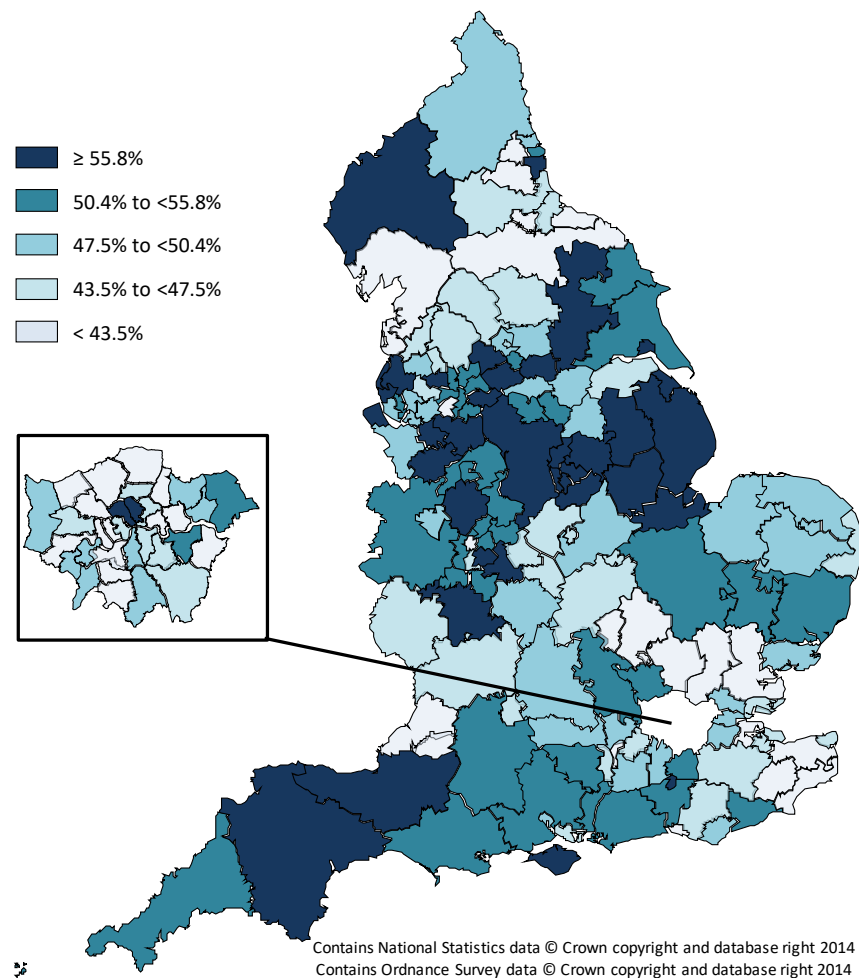 ≥ 55.8%
50.4% to <55.8%
47.5% to <50.4%
43.5% to <47.5%
< 43.5%
Contains National Statistics data © Crown copyright and database right 2014
Contains Ordnance Survey data © Crown copyright and database right 2014